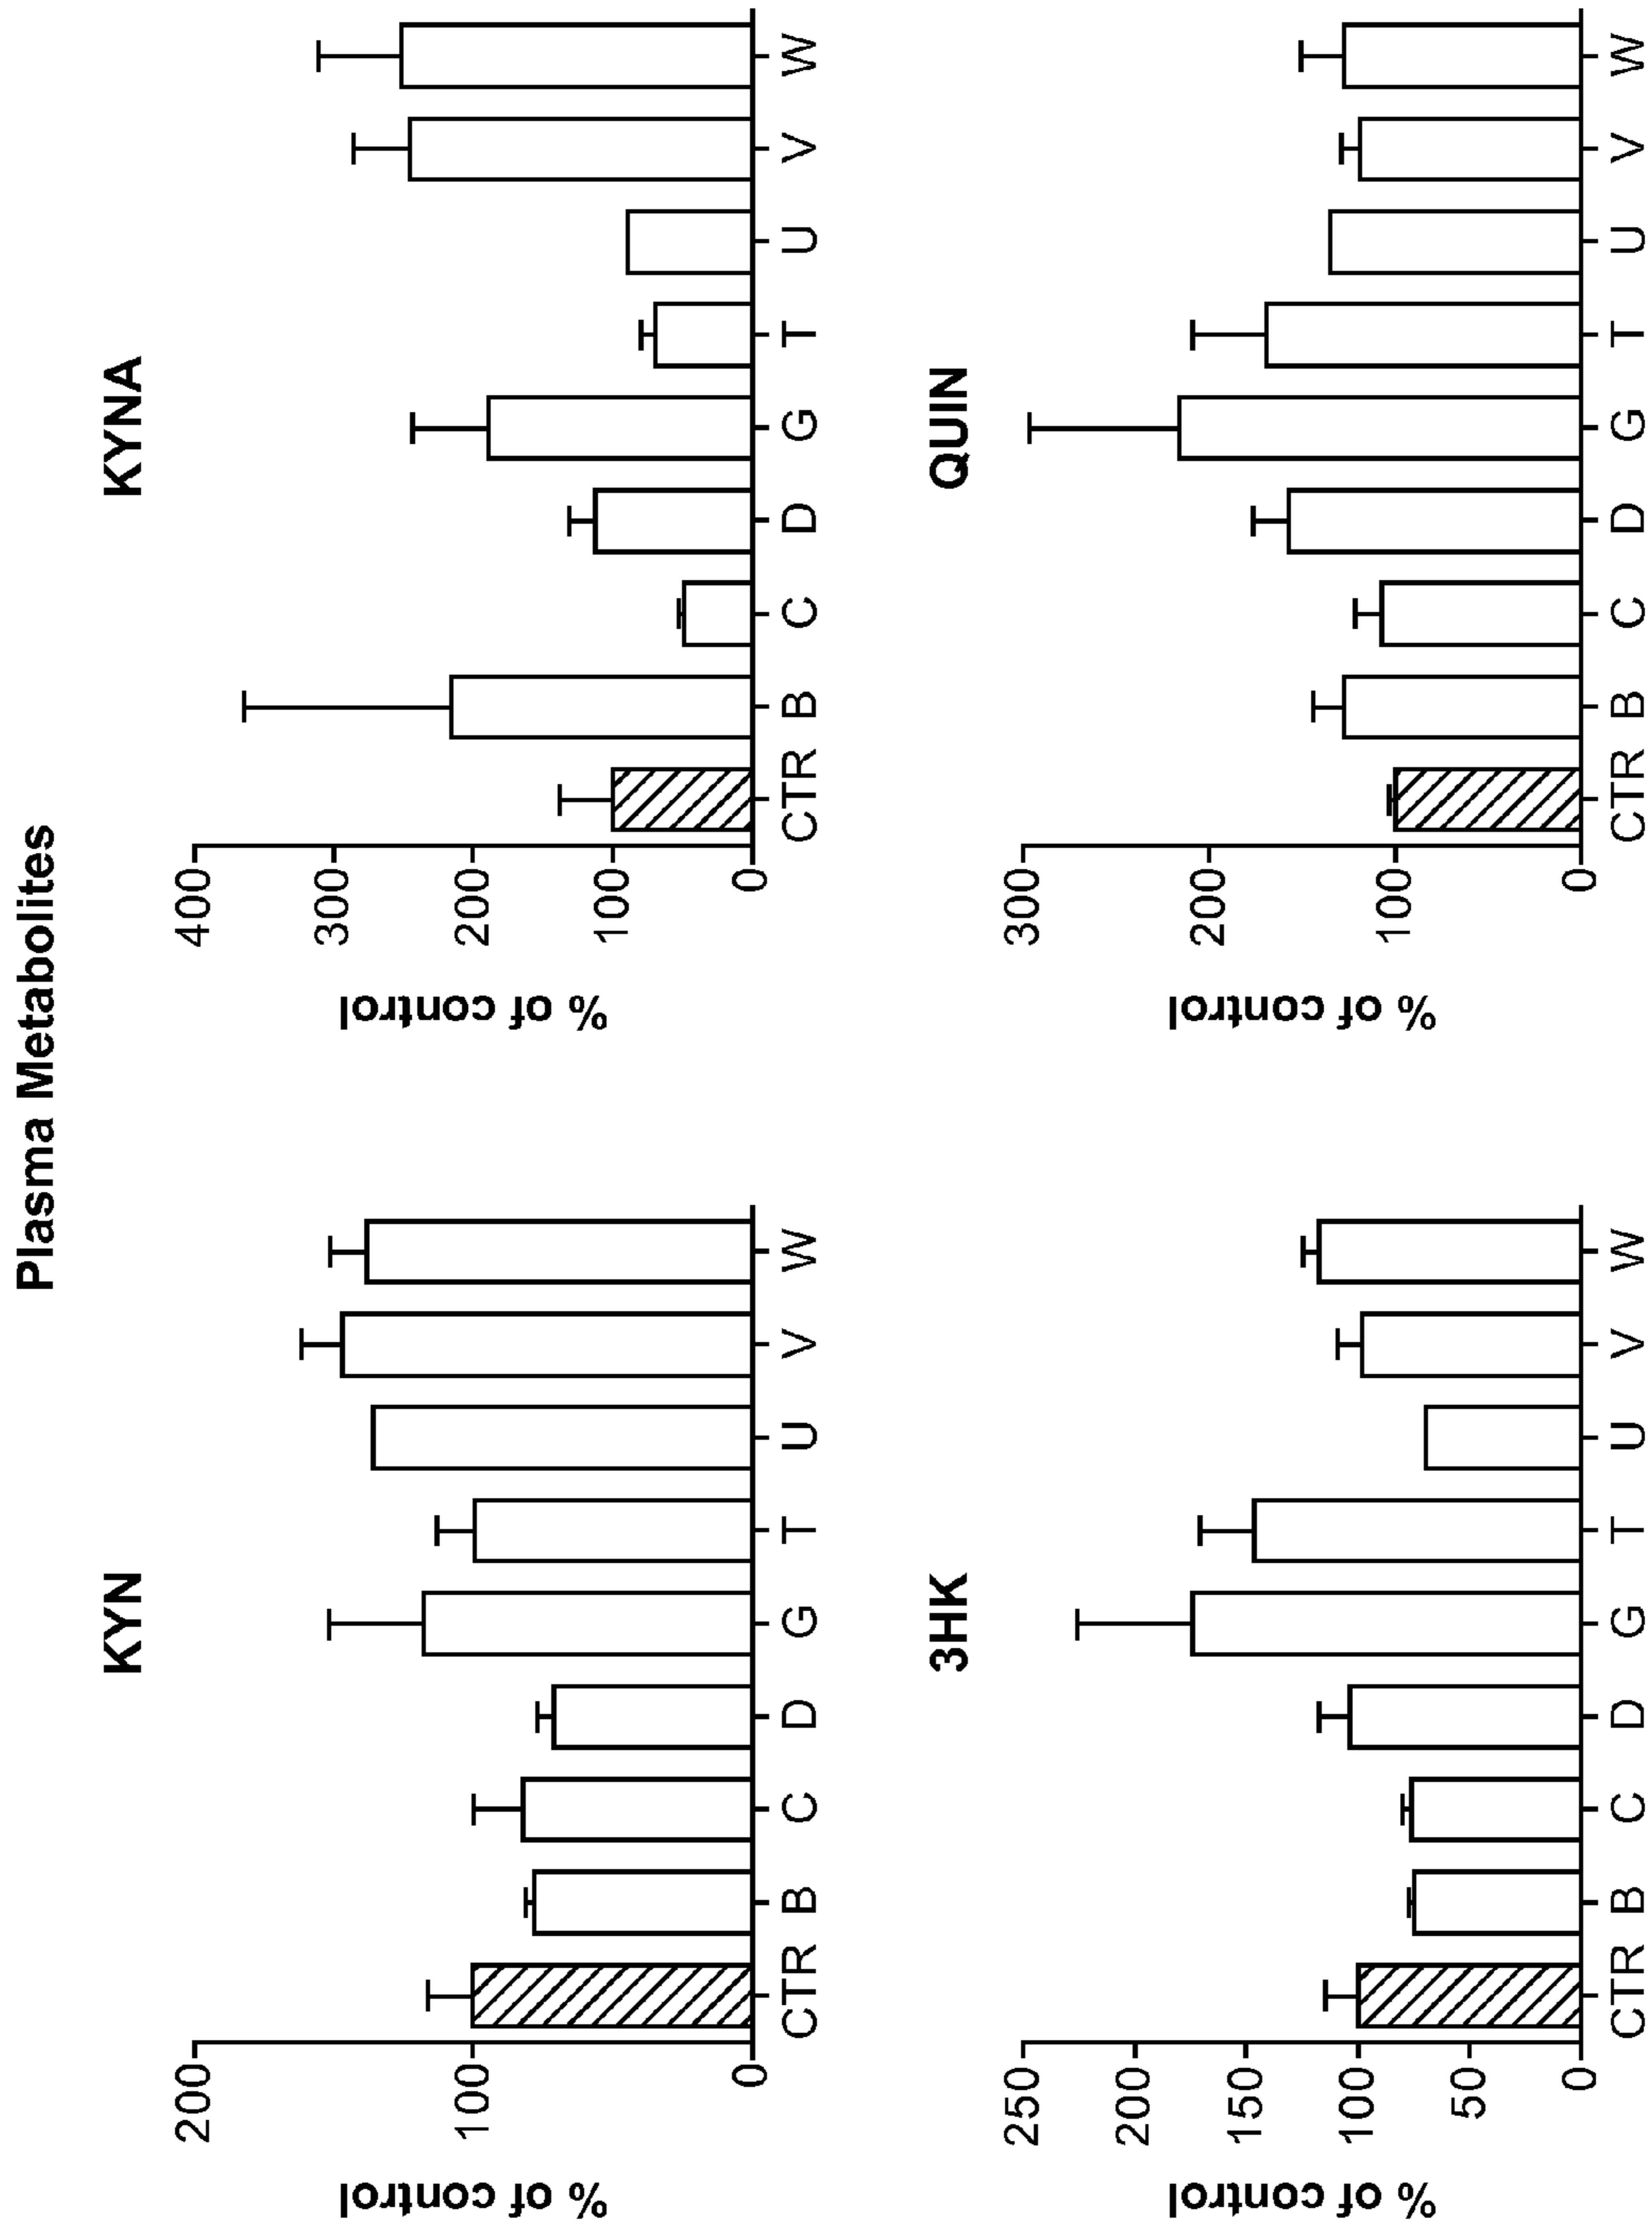 Plasma Metabolites
KYN
% of control
200
100
0
CTR B C D G T U V W
KYNA
% of control
400
300
200
100
0
CTR B C D G T U V W
3HK
% of control
250
200
150
100
50
0
CTR B C D G T U V W
QUIN
% of control
300
200
100
0
CTR B C D G T U V W